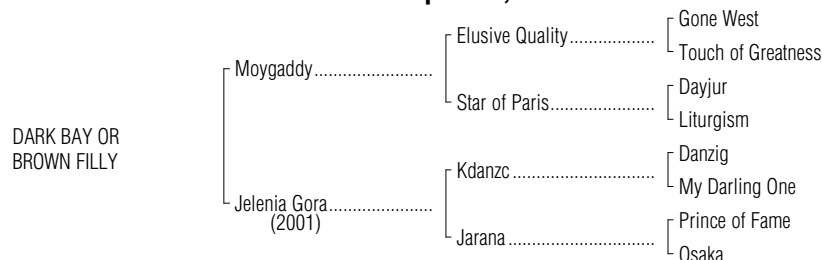 Gone West
Elusive Quality
Touch of Greatness
Moygaddy
Dayjur
Star of Paris
Liturgism
DARK BAY OR
BROWN FILLY
Danzig
Kdanzc
My Darling One
Jelenia Gora
(2001)
Prince of Fame
Jarana
Osaka